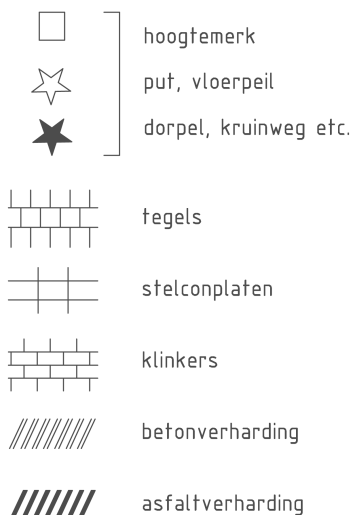 hoogtemerk
put, vloerpeil
dorpel, kruinweg etc.
tegels
stelconplaten
klinkers
betonverharding
asfaltverharding